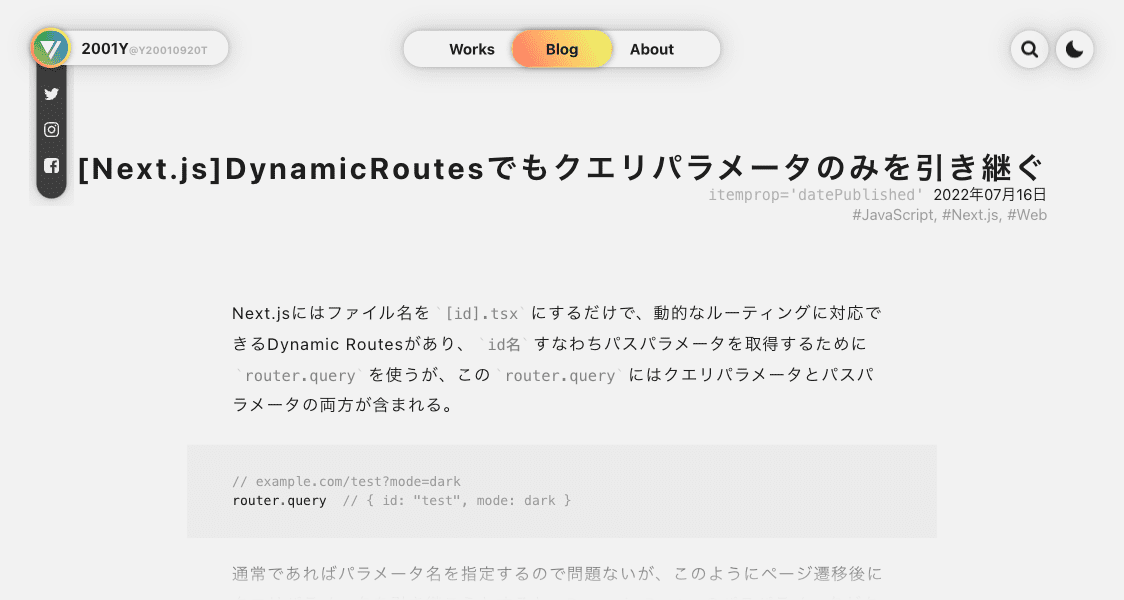 2001Y@Y20010920T
Works Blog About
[Next.js]DynamicRoutesでもクエリパラメータのみを引き継ぐ
itemprop='datePublished' 2022年07月16日
#JavaScript, #Next.js, #Web
Next.jsにはファイル名を`[id].tsx`にするだけで、動的なルーティングに対応で
きるDynamic Routesがあり、`id名`すなわちパスパラメータを取得するために
`router.query`を使うが、この`router.query`にはクエリパラメータとパスパ
ラメータの両方が含まれる。
// example.com/test?mode=dark
router.query  // { id: "test", mode: dark }
通常であればパラメータ名を指定するので問題ないが、このようにページ遷移後に